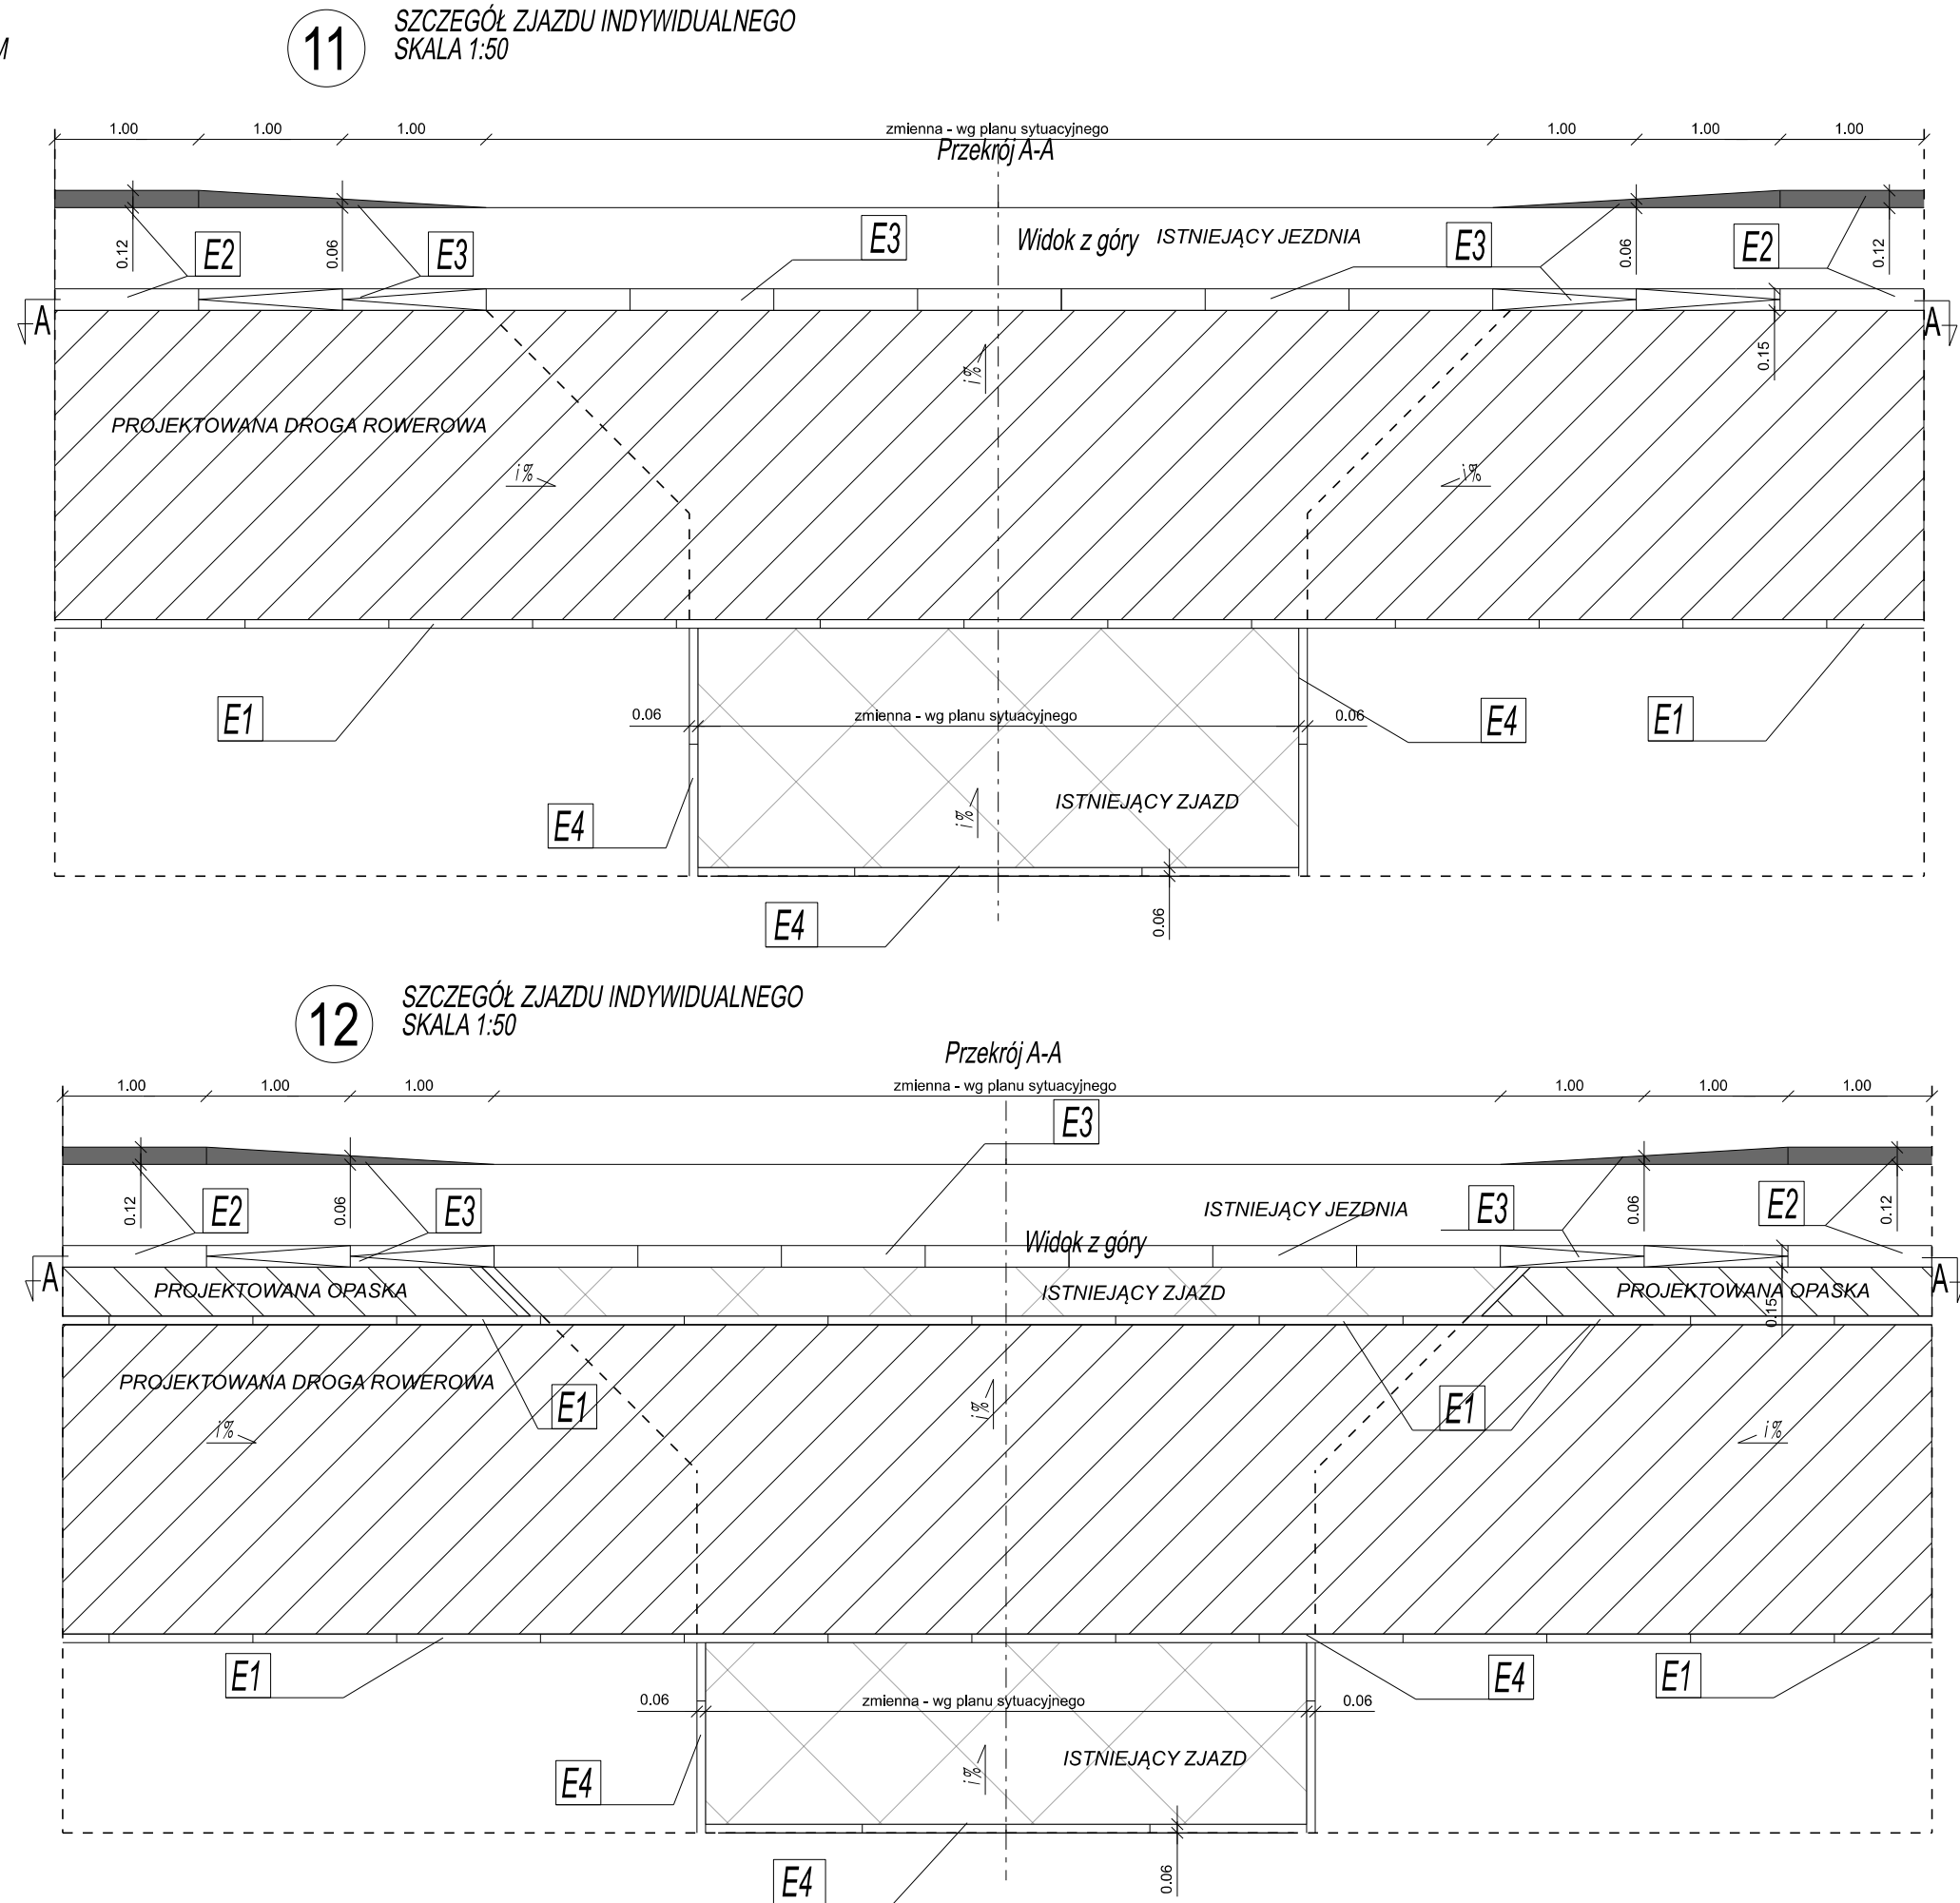 M
11
SZCZEGÓŁ ZJAZDU INDYWIDUALNEGO
SKALA 1:50
1.00 1.00 1.00 zmienna - wg planu sytuacyjnego 1.00 1.00 1.00
Przekrój A-A
0.12 E2 0.06 E3 E3 Widok z góry ISTNIEJĄCY JEZDNIA E3 0.06 E2 0.12
A A
0.15
i%
PROJEKTOWANA DROGA ROWEROWA
i% i%
E1 0.06 zmienna - wg planu sytuacyjnego 0.06 E4 E1
E4 i% ISTNIEJĄCY ZJAZD
E4 0.06
12
SZCZEGÓŁ ZJAZDU INDYWIDUALNEGO
SKALA 1:50
Przekrój A-A
1.00 1.00 1.00 zmienna - wg planu sytuacyjnego 1.00 1.00 1.00
E3
0.12 E2 0.06 E3 ISTNIEJĄCY JEZDNIA E3 0.06 E2 0.12
Widok z góry
A A
PROJEKTOWANA OPASKA ISTNIEJĄCY ZJAZD PROJEKTOWANA OPASKA
0.15
PROJEKTOWANA DROGA ROWEROWA
E1 i% E1
i% i%
E1 E4 E1
0.06 zmienna - wg planu sytuacyjnego 0.06
E4 i% ISTNIEJĄCY ZJAZD
E4 0.06